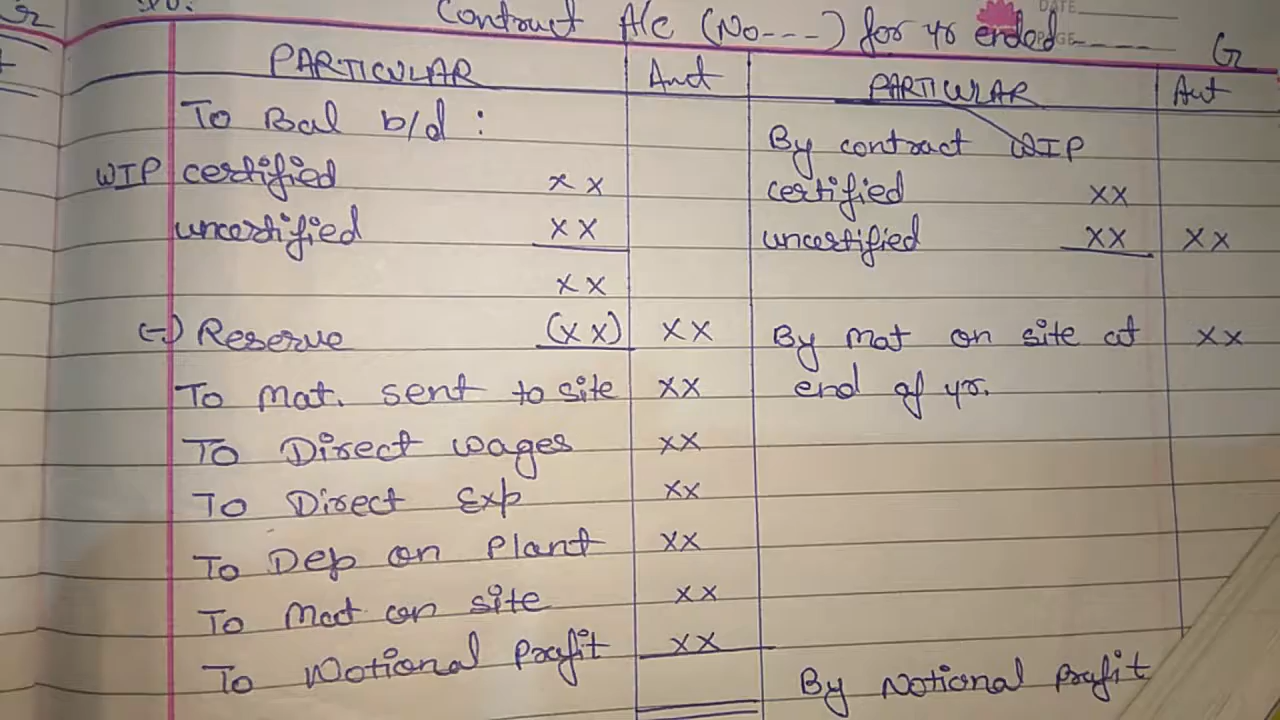 Contract A/c (No---) for yr ended----
DATE
PAGE
Cr
PARTICULAR Amt PARTICULAR Amt
To Bal b/d :
By contract WIP
WIP certified x x certified xx
uncertified xx uncertified xx xx
xx
(-) Reserve (xx) xx By Mat on site at xx
To Mat. sent to site xx end of yr.
To Direct wages xx
To Direct Exp xx
To Dep on Plant xx
To Mat on site xx
To Notional Profit xx
By Notional Profit